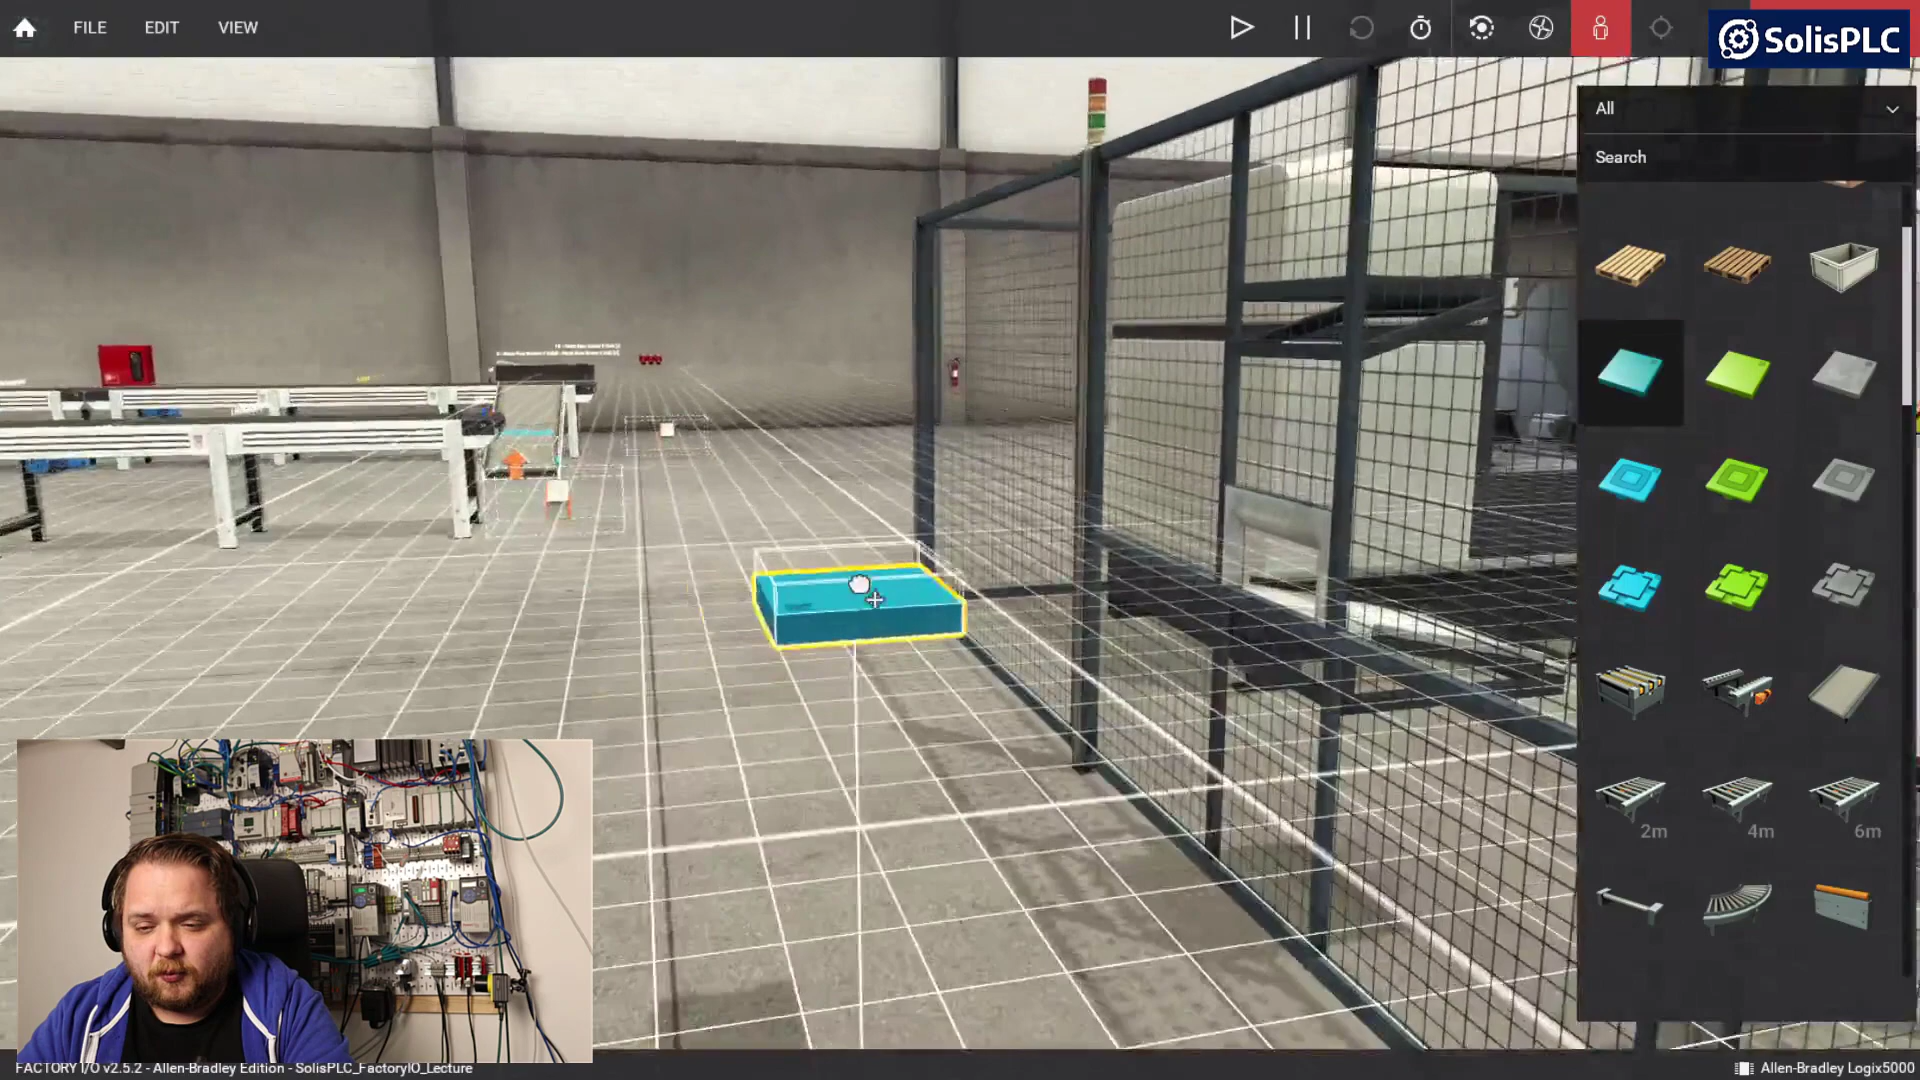 FILE EDIT VIEW
SolisPLC
All
Search
2m 4m 6m
FACTORY I/O v2.5.2 - Allen-Bradley Edition - SolisPLC_FactoryIO_Lecture
Allen-Bradley Logix5000